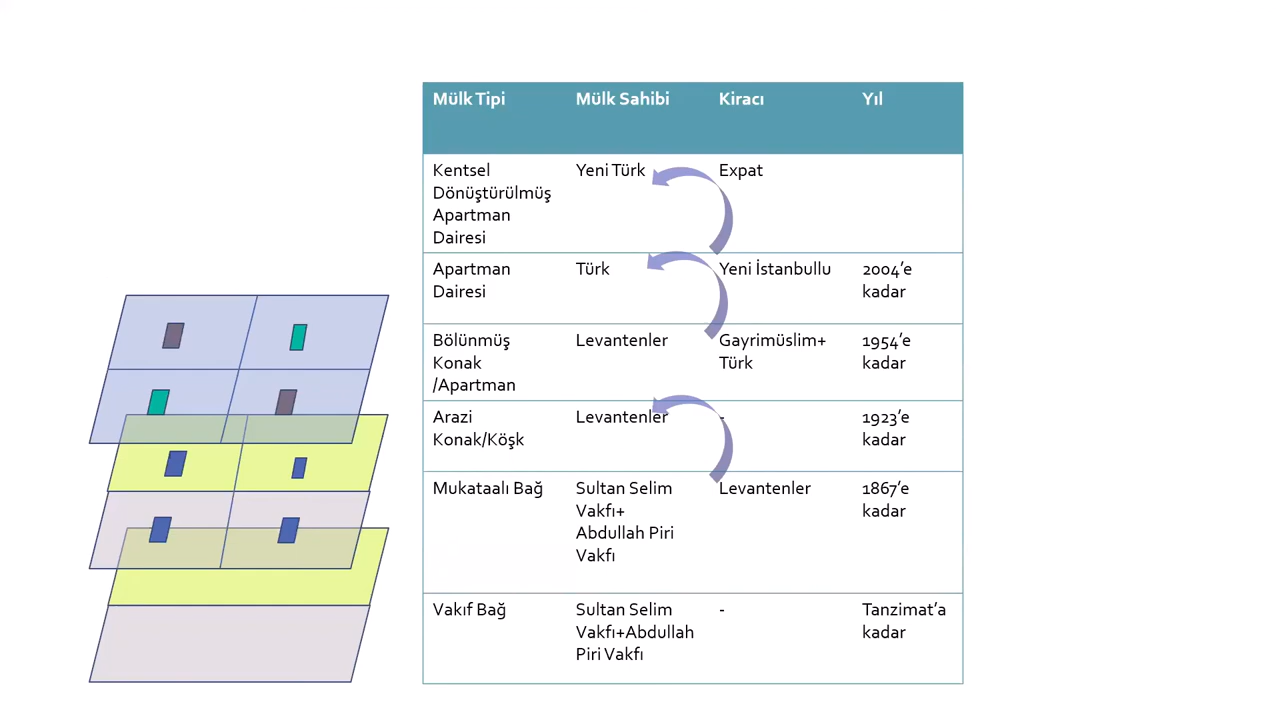 Mülk Tipi Mülk Sahibi Kiracı Yıl
Kentsel Yeni Türk Expat
Dönüştürülmüş
Apartman
Dairesi
Apartman Türk Yeni İstanbullu 2004’e
Dairesi kadar
Bölünmüş Levantenler Gayrimüslim+ 1954’e
Konak Türk kadar
/Apartman
Arazi Levantenler - 1923’e
Konak/Köşk kadar
Mukataalı Bağ Sultan Selim Levantenler 1867’e
Vakfı+ kadar
Abdullah Piri
Vakfı
Vakıf Bağ Sultan Selim - Tanzimat’a
Vakfı+Abdullah kadar
Piri Vakfı